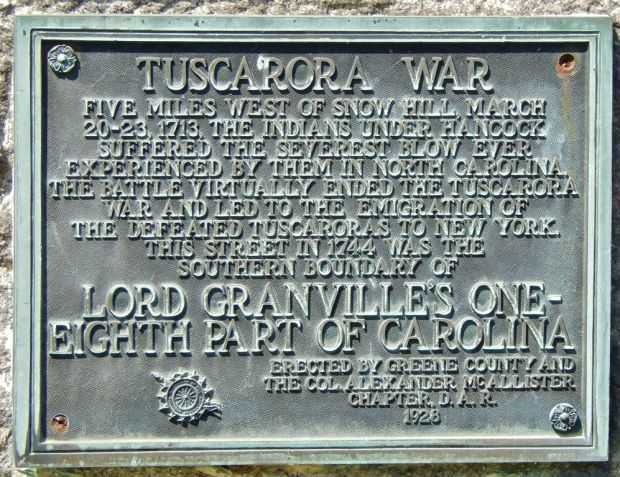 TUSCARORA WAR
FIVE MILES WEST OF SNOW HILL, MARCH
20-23, 1713, THE INDIANS UNDER HANCOCK
SUFFERED THE SEVEREST BLOW EVER
EXPERIENCED BY THEM IN NORTH CAROLINA.
THE BATTLE VIRTUALLY ENDED THE TUSCARORA
WAR AND LED TO THE EMIGRATION OF
THE DEFEATED TUSCARORAS TO NEW YORK.
THIS STREET IN 1744 WAS THE
SOUTHERN BOUNDARY OF
LORD GRANVILLE'S ONE-
EIGHTH PART OF CAROLINA
ERECTED BY GREENE COUNTY AND
THE COL. ALEXANDER MCALLISTER
CHAPTER, D. A. R.
1928